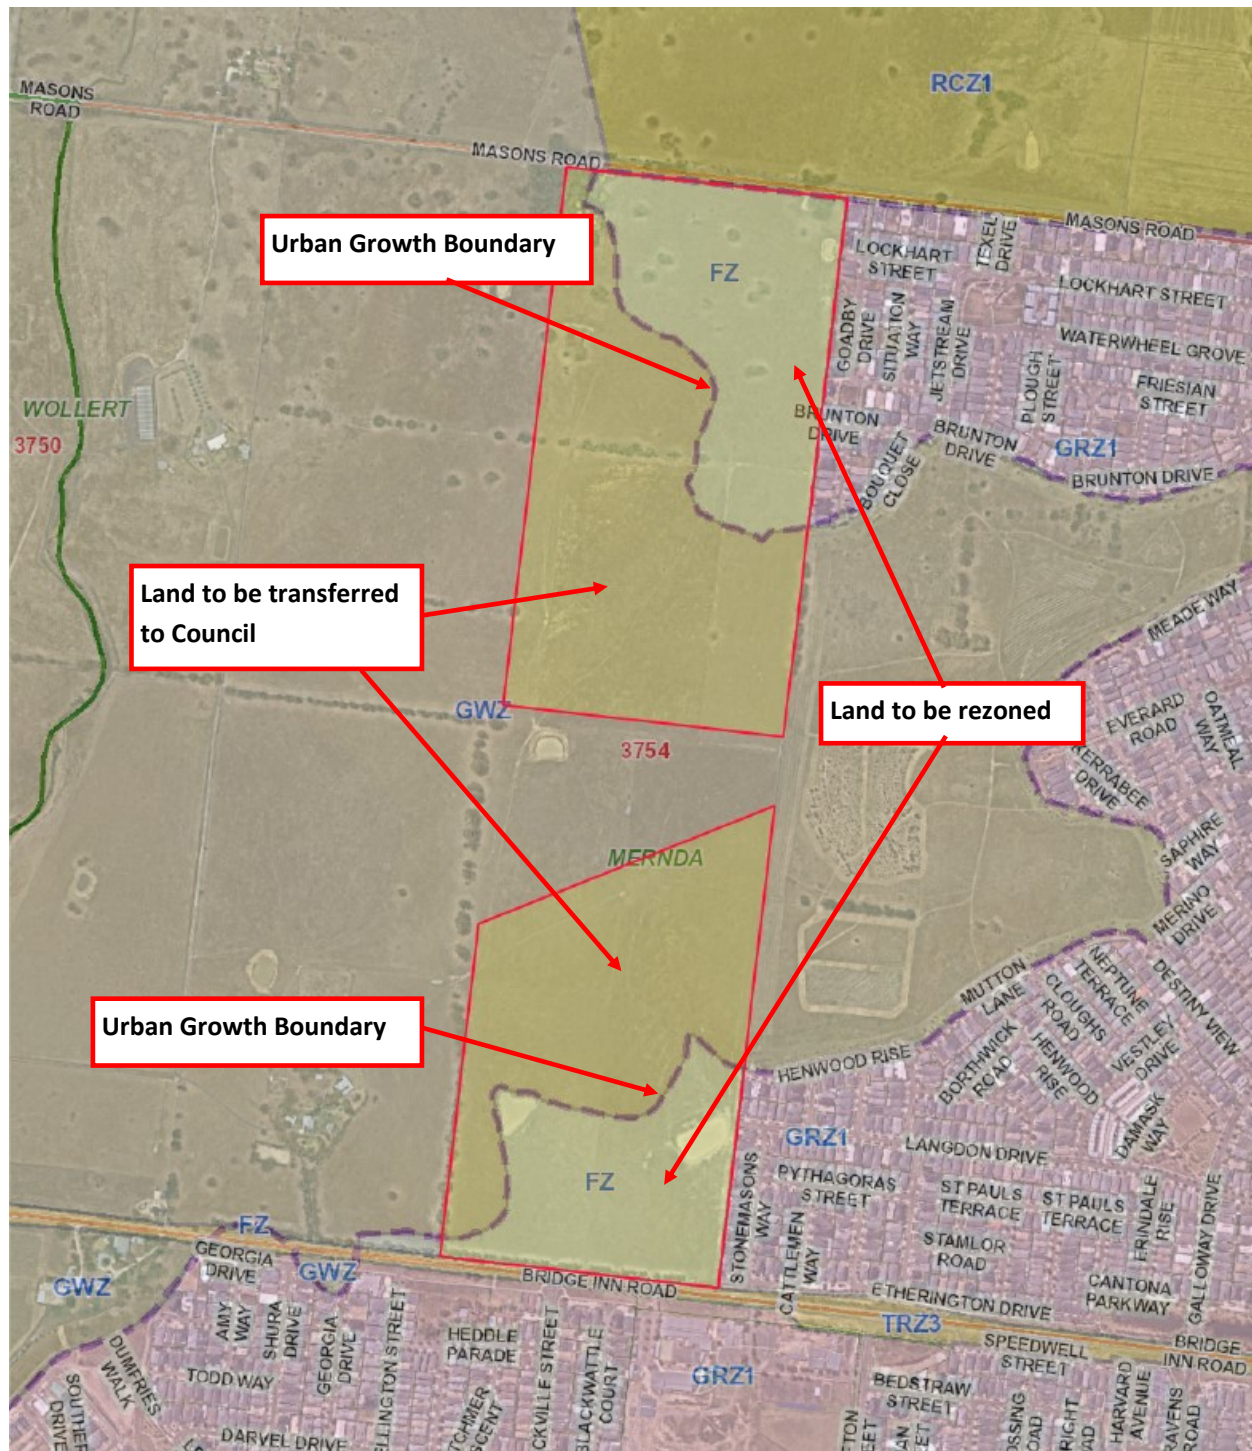 RCZ1
MASONS
ROAD
MASONS ROAD
MASONS ROAD
Urban Growth Boundary
FZ
LOCKHART
STREET
TEXEL
DRIVE
LOCKHART STREET
GOADBY
DRIVE
SITUATION
WAY
JETSTREAM
DRIVE
WATERWHEEL GROVE
PLOUGH
STREET
FRIESIAN
STREET
WOLLERT
3750
BRUNTON
DRIVE
BOUQUET
CLOSE
BRUNTON
DRIVE
GRZ1
BRUNTON DRIVE
Land to be transferred
to Council
MEADE WAY
Land to be rezoned
GWZ
3754
EVERARD
ROAD
OATMEAL
WAY
KERRABEE
DRIVE
MERNDA
SAPHIRE
WAY
MERINO
DRIVE
Urban Growth Boundary
MUTTON
LANE
NEPTUNE
TERRACE
DESTINY VIEW
CLOUGHS
ROAD
HENWOOD RISE
BORTHWICK
ROAD
HENWOOD
RISE
VESTLEY
DRIVE
DAMASK
WAY
GRZ1
LANGDON DRIVE
FZ
STONEMASONS
WAY
PYTHAGORAS
STREET
ST PAULS
TERRACE
ST PAULS
TERRACE
ERINDALE
RISE
GALLOWAY DRIVE
CATTLEMEN
WAY
STAMLOR
ROAD
FZ
GEORGIA
DRIVE
GWZ
GWZ
BRIDGE INN ROAD
ETHERINGTON DRIVE
CANTONA
PARKWAY
TRZ3
SPEEDWELL
STREET
BRIDGE
INN ROAD
AMY
WAY
SHURA
DRIVE
GEORGIA
DRIVE
HEDDLE
PARADE
BLACKWATTLE
COURT
GRZ1
DUMFRIES
WALK
TODD WAY
BEDSTRAW
STREET
HARVARD
AVENUE
DARVEL DRIVE